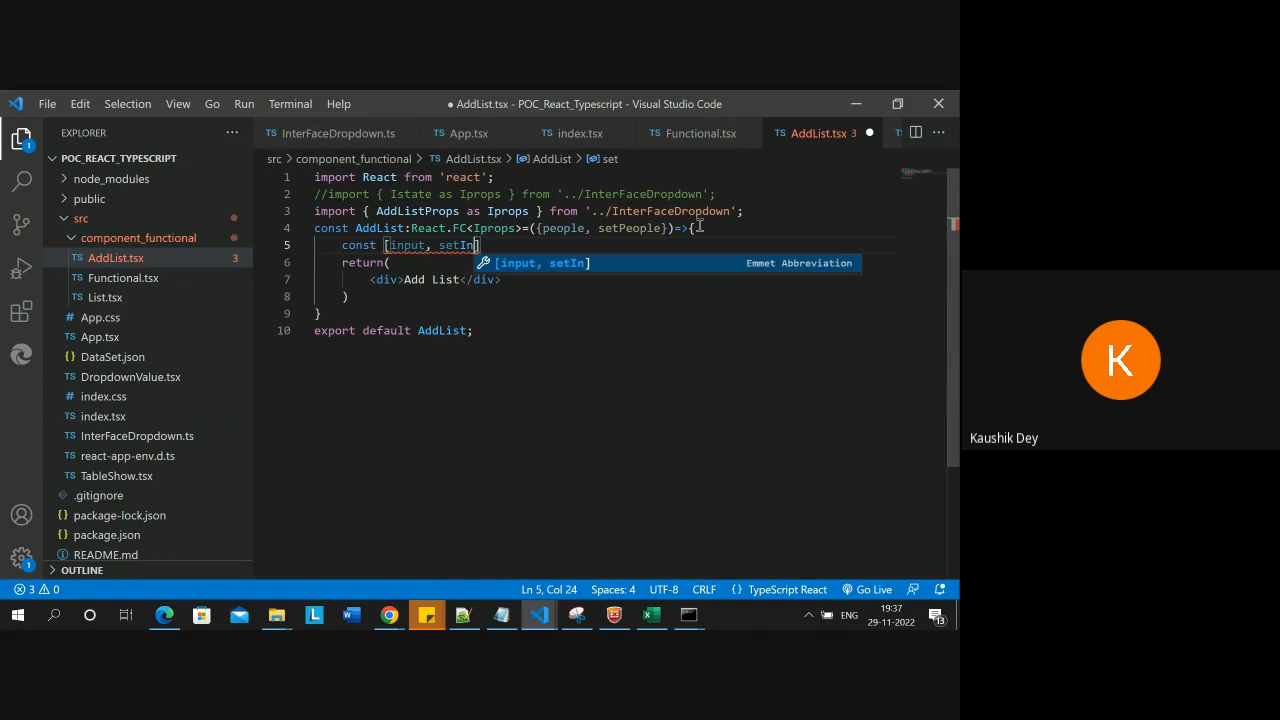 File Edit Selection View Go Run Terminal Help
● AddList.tsx - POC_React_Typescript - Visual Studio Code
EXPLORER
TS InterFaceDropdown.ts TS App.tsx TS index.tsx TS Functional.tsx TS AddList.tsx 3
POC_REACT_TYPESCRIPT
node_modules
public
src
component_functional
TS AddList.tsx 3
TS Functional.tsx
TS List.tsx
# App.css
TS App.tsx
{} DataSet.json
TS DropdownValue.tsx
# index.css
TS index.tsx
TS InterFaceDropdown.ts
TS react-app-env.d.ts
TS TableShow.tsx
.gitignore
{} package-lock.json
{} package.json
README.md
OUTLINE
src > component_functional > TS AddList.tsx > AddList > set
1 import React from 'react';
2 //import { Istate as Iprops } from '../InterFaceDropdown';
3 import { AddListProps as Iprops } from '../InterFaceDropdown';
4 const AddList:React.FC<Iprops>=({people, setPeople})=>{
5 const [input, setIn]
[input, setIn] Emmet Abbreviation
6 return(
7 <div>Add List</div>
8 )
9 }
10 export default AddList;
3 0 Ln 5, Col 24 Spaces: 4 UTF-8 CRLF {} TypeScript React Go Live
ENG
19:37
29-11-2022
13
K
Kaushik Dey